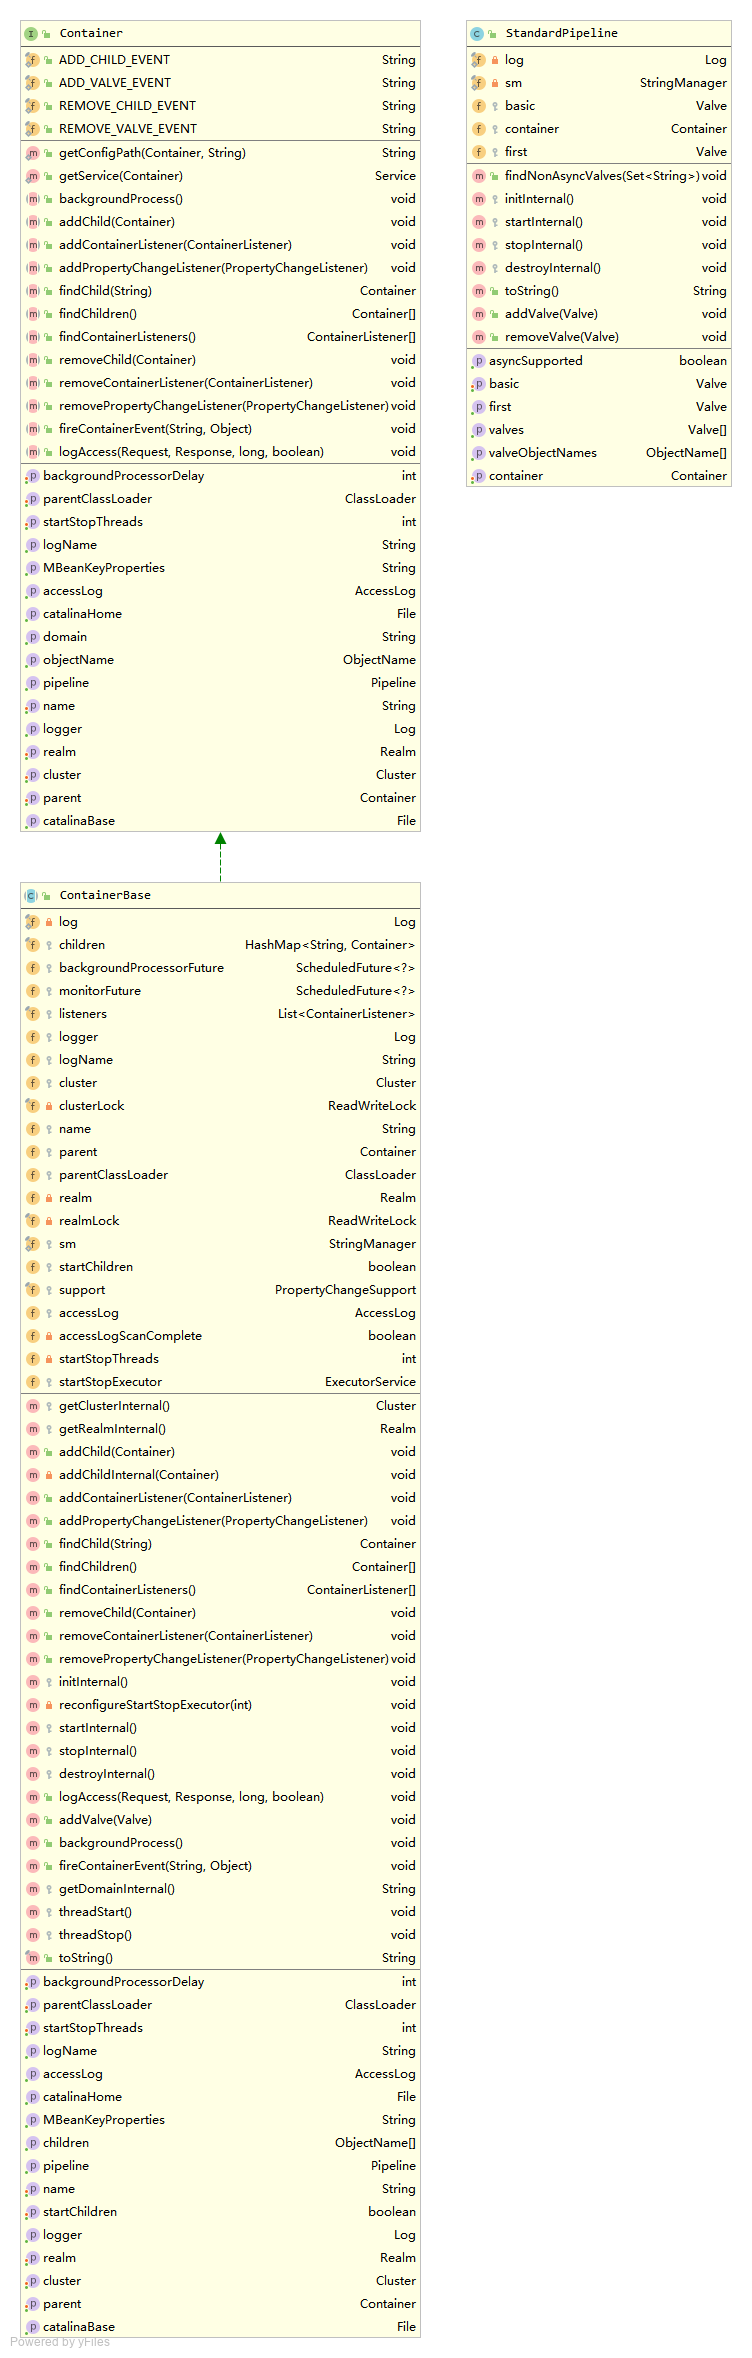 Container
ADD_CHILD_EVENT String
ADD_VALVE_EVENT String
REMOVE_CHILD_EVENT String
REMOVE_VALVE_EVENT String
getConfigPath(Container, String) String
getService(Container) Service
backgroundProcess() void
addChild(Container) void
addContainerListener(ContainerListener) void
addPropertyChangeListener(PropertyChangeListener) void
findChild(String) Container
findChildren() Container[]
findContainerListeners() ContainerListener[]
removeChild(Container) void
removeContainerListener(ContainerListener) void
removePropertyChangeListener(PropertyChangeListener) void
fireContainerEvent(String, Object) void
logAccess(Request, Response, long, boolean) void
backgroundProcessorDelay int
parentClassLoader ClassLoader
startStopThreads int
logName String
MBeanKeyProperties String
accessLog AccessLog
catalinaHome File
domain String
objectName ObjectName
pipeline Pipeline
name String
logger Log
realm Realm
cluster Cluster
parent Container
catalinaBase File
StandardPipeline
log Log
sm StringManager
basic Valve
container Container
first Valve
findNonAsyncValves(Set<String>) void
initInternal() void
startInternal() void
stopInternal() void
destroyInternal() void
toString() String
addValve(Valve) void
removeValve(Valve) void
asyncSupported boolean
basic Valve
first Valve
valves Valve[]
valveObjectNames ObjectName[]
container Container
ContainerBase
log Log
children HashMap<String, Container>
backgroundProcessorFuture ScheduledFuture<?>
monitorFuture ScheduledFuture<?>
listeners List<ContainerListener>
logger Log
logName String
cluster Cluster
clusterLock ReadWriteLock
name String
parent Container
parentClassLoader ClassLoader
realm Realm
realmLock ReadWriteLock
sm StringManager
startChildren boolean
support PropertyChangeSupport
accessLog AccessLog
accessLogScanComplete boolean
startStopThreads int
startStopExecutor ExecutorService
getClusterInternal() Cluster
getRealmInternal() Realm
addChild(Container) void
addChildInternal(Container) void
addContainerListener(ContainerListener) void
addPropertyChangeListener(PropertyChangeListener) void
findChild(String) Container
findChildren() Container[]
findContainerListeners() ContainerListener[]
removeChild(Container) void
removeContainerListener(ContainerListener) void
removePropertyChangeListener(PropertyChangeListener) void
initInternal() void
reconfigureStartStopExecutor(int) void
startInternal() void
stopInternal() void
destroyInternal() void
logAccess(Request, Response, long, boolean) void
addValve(Valve) void
backgroundProcess() void
fireContainerEvent(String, Object) void
getDomainInternal() String
threadStart() void
threadStop() void
toString() String
backgroundProcessorDelay int
parentClassLoader ClassLoader
startStopThreads int
logName String
accessLog AccessLog
catalinaHome File
MBeanKeyProperties String
children ObjectName[]
pipeline Pipeline
name String
startChildren boolean
logger Log
realm Realm
cluster Cluster
parent Container
catalinaBase File
Powered by yFiles